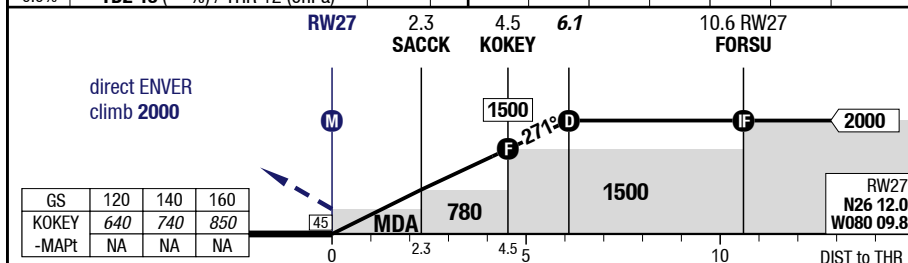 RW27 2.3 4.5 6.1 10.6 RW27
SACCK KOKEY FORSU
direct ENVER
climb 2000
M
1500
271°
D
IF
2000
F
1500
780
MDA
45
GS 120 140 160
KOKEY 640 740 850
-MAPt NA NA NA
RW27
N26 12.0
W080 09.8
0 2.3 4.5 5 10 DIST to THR